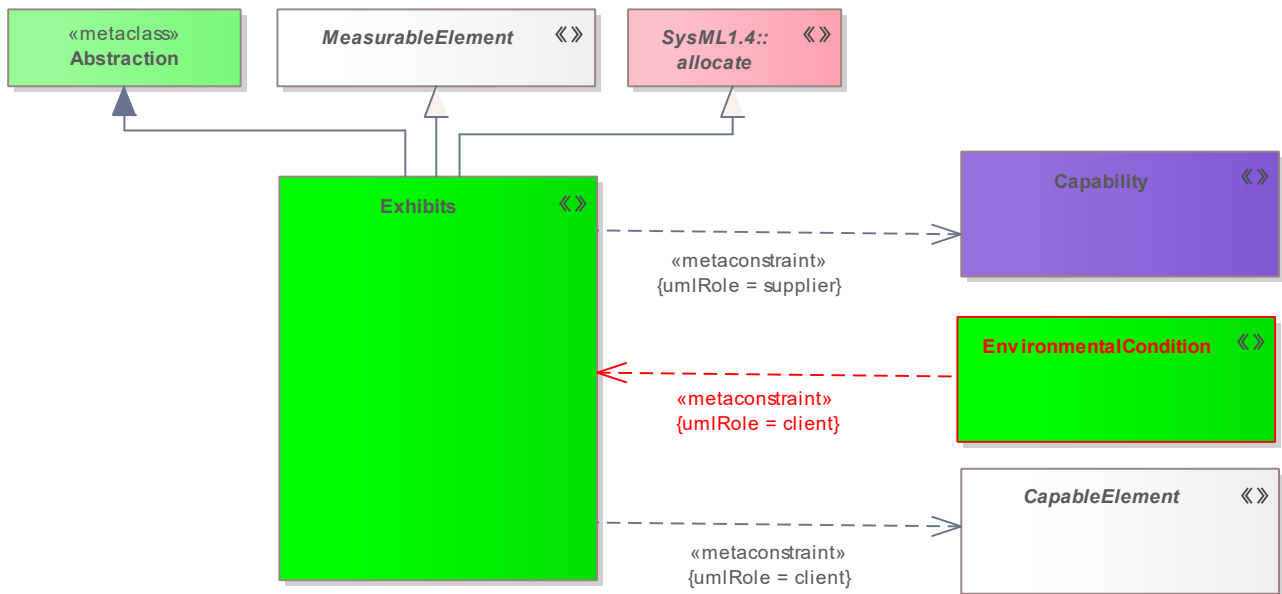 «metaclass»
Abstraction
MeasurableElement
«»
SysML1.4::
allocate
«»
Exhibits
«»
Capability
«»
«metaconstraint»
{umlRole = supplier}
EnvironmentalCondition
«»
«metaconstraint»
{umlRole = client}
CapableElement
«»
«metaconstraint»
{umlRole = client}